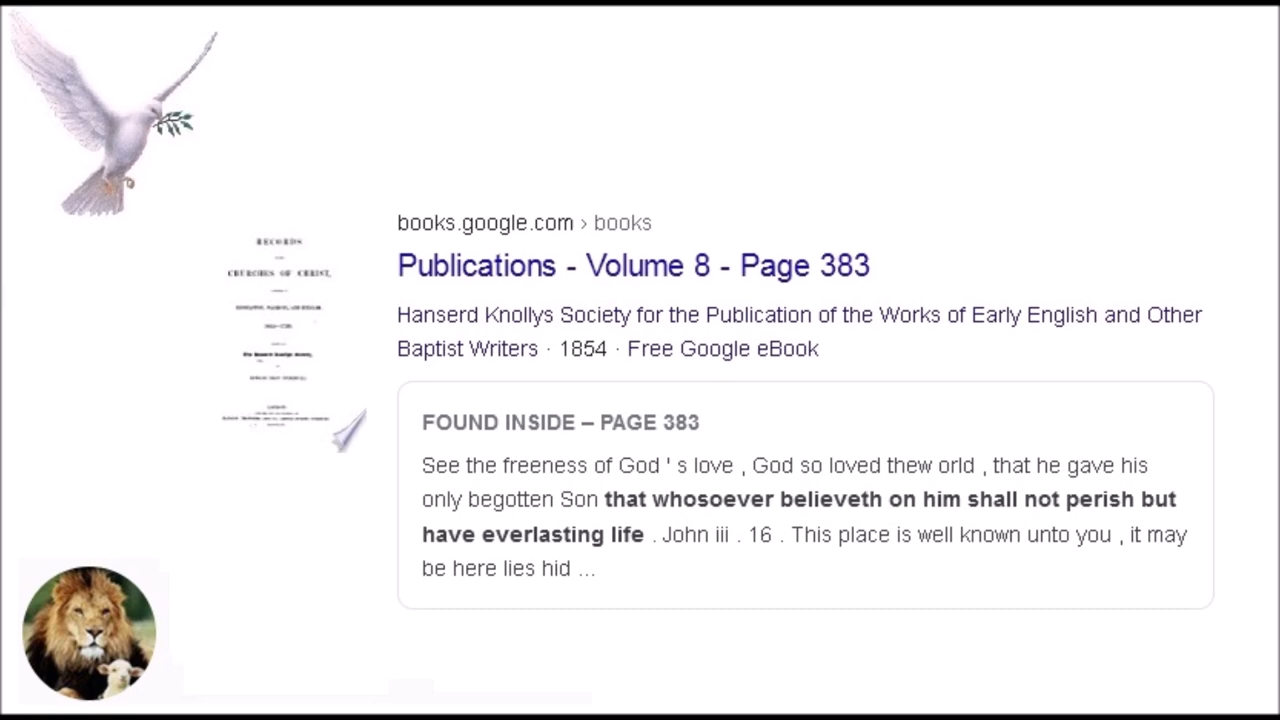 books.google.com › books
Publications - Volume 8 - Page 383
Hanserd Knollys Society for the Publication of the Works of Early English and Other
Baptist Writers · 1854 · Free Google eBook
FOUND INSIDE – PAGE 383
See the freeness of God ' s love , God so loved thew orld , that he gave his
only begotten Son that whosoever believeth on him shall not perish but
have everlasting life . John iii . 16 . This place is well known unto you , it may
be here lies hid ...
RECORDS
CHURCHES OF CHRIST,